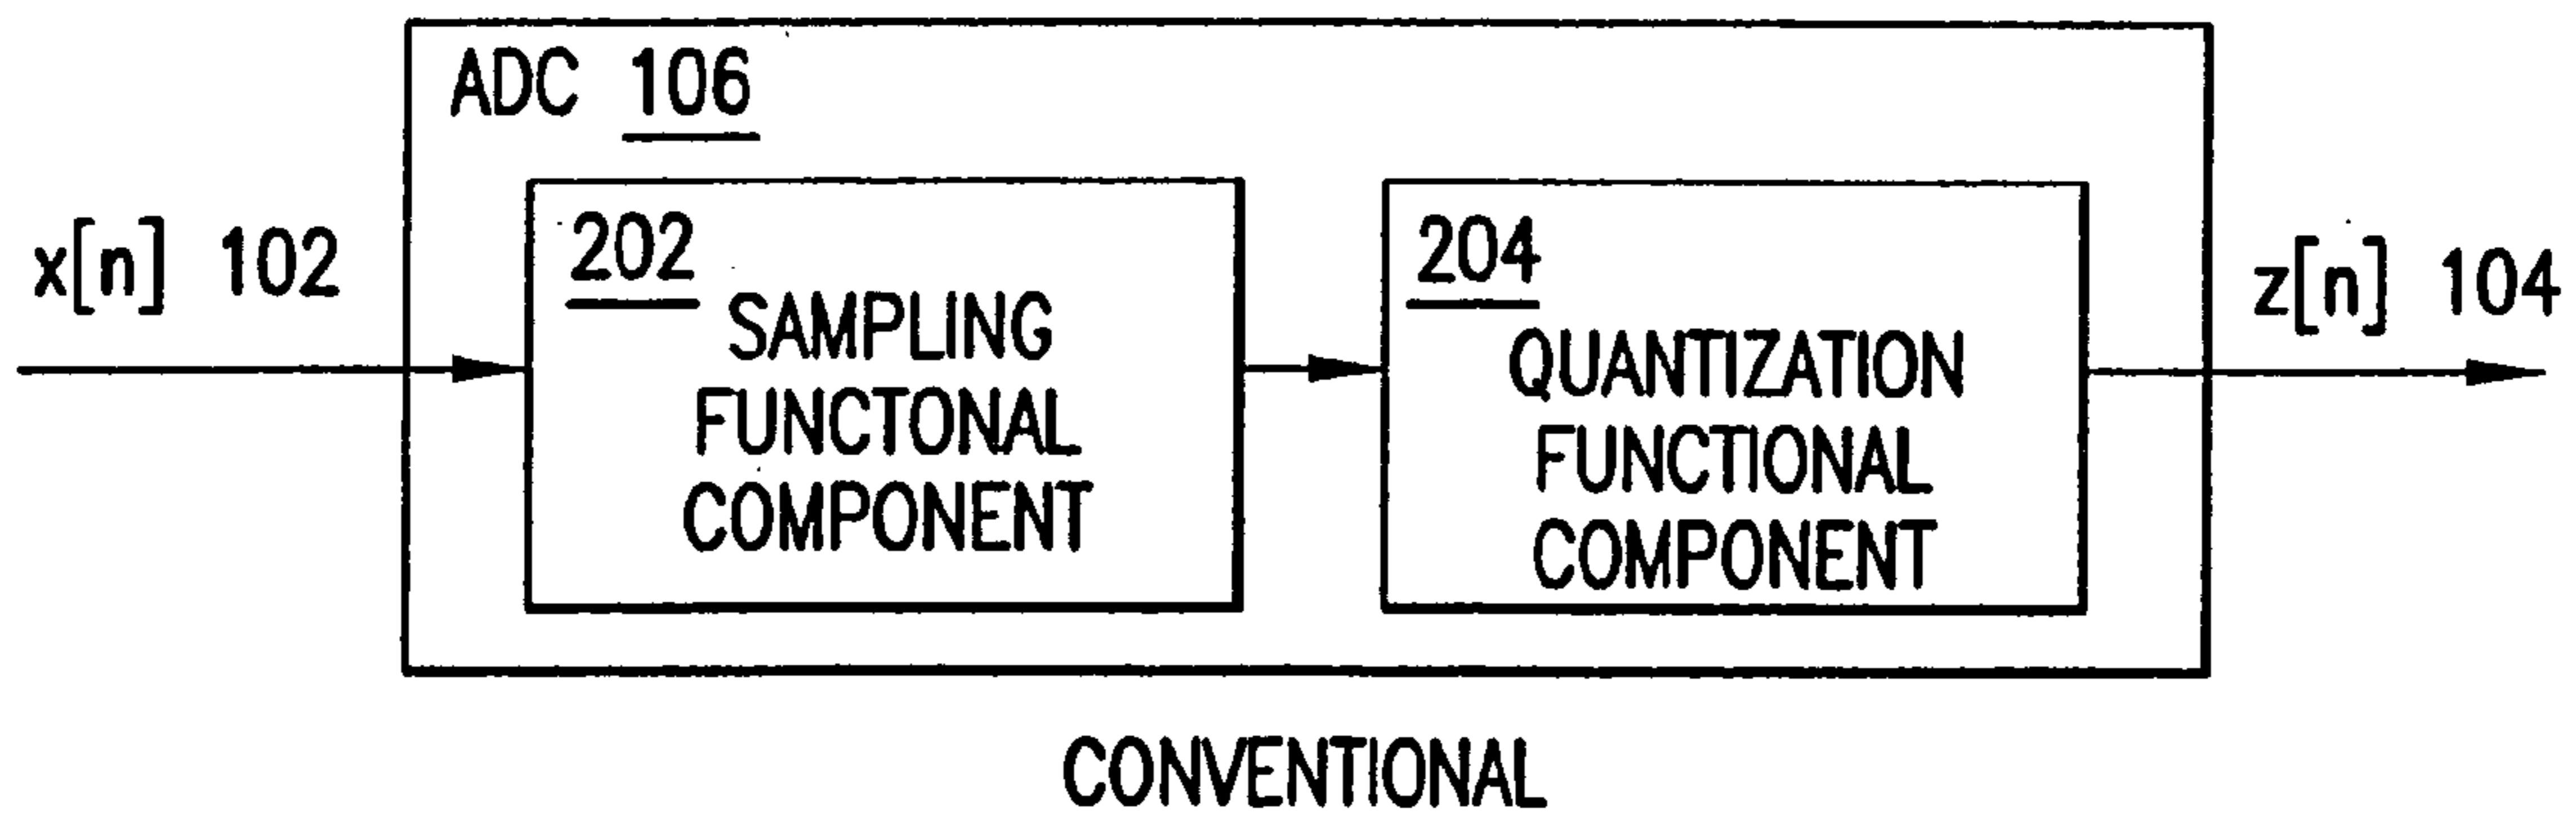 ADC 106
x[n] 102
202
SAMPLING
FUNCTONAL
COMPONENT
204
QUANTIZATION
FUNCTIONAL
COMPONENT
z[n] 104
CONVENTIONAL